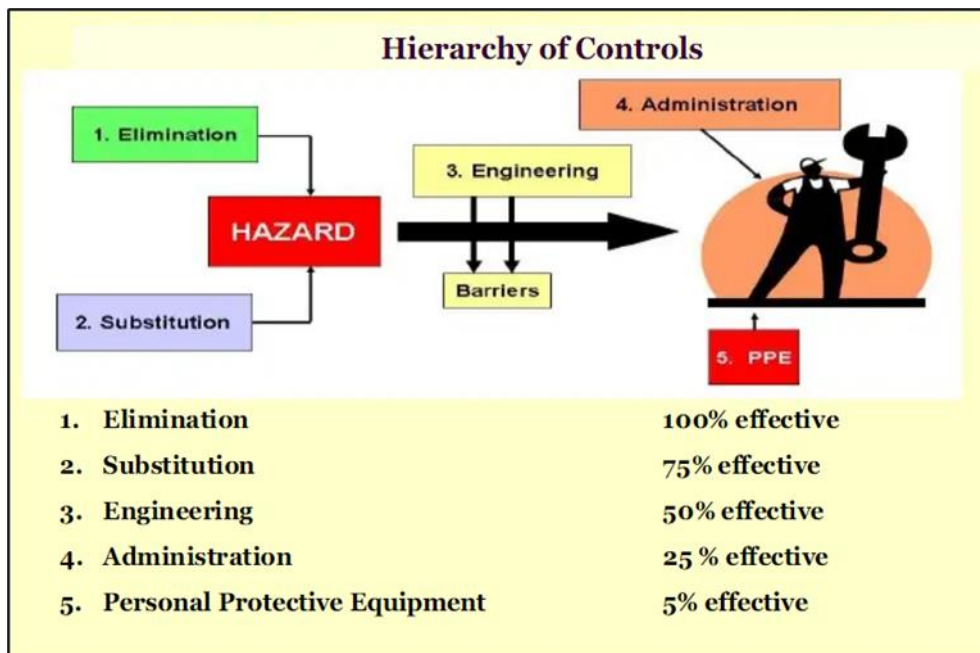 Hierarchy of Controls
4. Administration
1. Elimination
3. Engineering
HAZARD
Barriers
2. Substitution
5. PPE
1. Elimination 100% effective
2. Substitution 75% effective
3. Engineering 50% effective
4. Administration 25 % effective
5. Personal Protective Equipment 5% effective